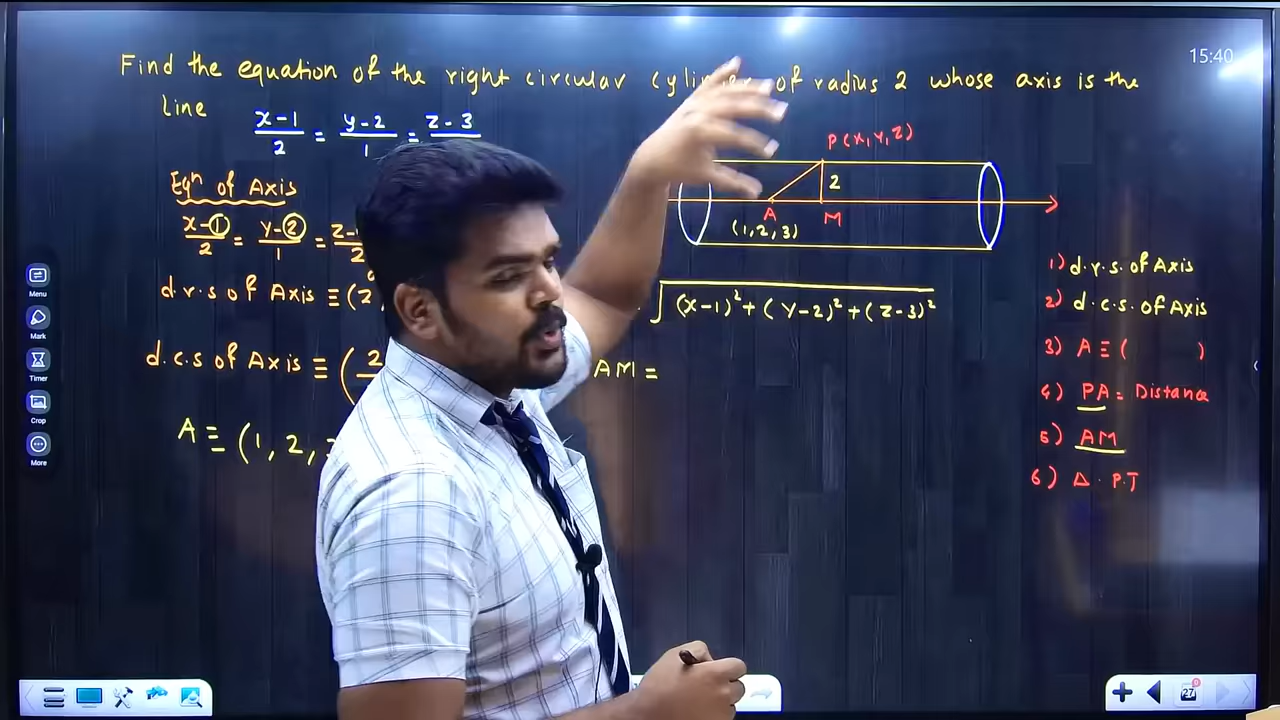 15:40
Find the equation of the right circular of radius 2 whose axis is the
line
x-1/2 = y-2/1 = z-3
Eqn of Axis
x-1/2 = y-2/1 = z-
d.r.s of Axis ≡ (2
d.c.s of Axis ≡ (2
A ≡ (1, 2,
P(x,y,z)
2
A
M
(1,2,3)
√(x-1)²+(y-2)²+(z-3)²
AM =
1) d.r.s. of Axis
2) d.c.s. of Axis
3) A ≡ ( )
4) PA = Distance
5) AM
6) Δ. P.T
Menu
Mark
Timer
Crop
More
27